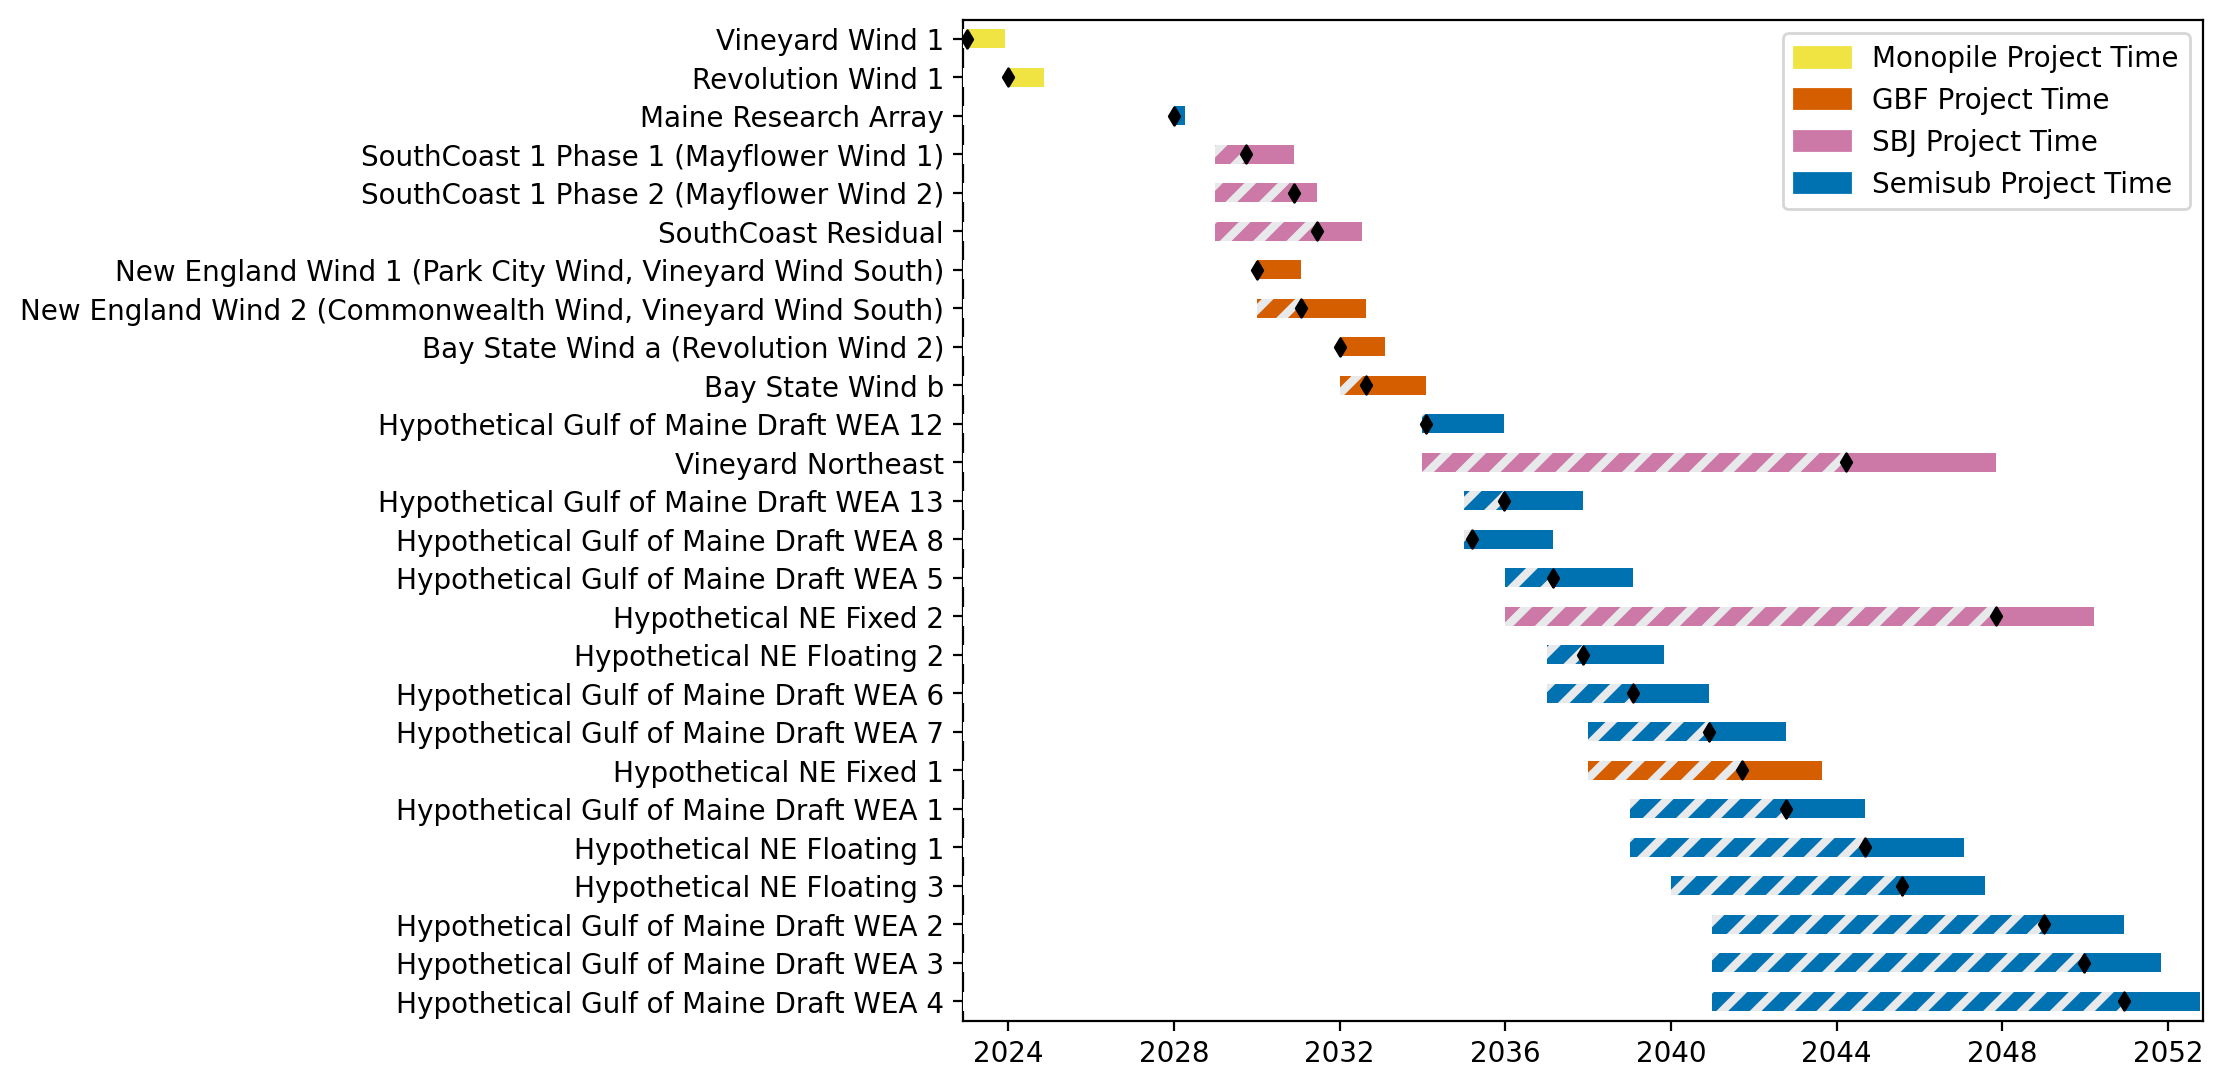 Vineyard Wind 1
Revolution Wind 1
Maine Research Array
SouthCoast 1 Phase 1 (Mayflower Wind 1)
SouthCoast 1 Phase 2 (Mayflower Wind 2)
SouthCoast Residual
New England Wind 1 (Park City Wind, Vineyard Wind South)
New England Wind 2 (Commonwealth Wind, Vineyard Wind South)
Bay State Wind a (Revolution Wind 2)
Bay State Wind b
Hypothetical Gulf of Maine Draft WEA 12
Vineyard Northeast
Hypothetical Gulf of Maine Draft WEA 13
Hypothetical Gulf of Maine Draft WEA 8
Hypothetical Gulf of Maine Draft WEA 5
Hypothetical NE Fixed 2
Hypothetical NE Floating 2
Hypothetical Gulf of Maine Draft WEA 6
Hypothetical Gulf of Maine Draft WEA 7
Hypothetical NE Fixed 1
Hypothetical Gulf of Maine Draft WEA 1
Hypothetical NE Floating 1
Hypothetical NE Floating 3
Hypothetical Gulf of Maine Draft WEA 2
Hypothetical Gulf of Maine Draft WEA 3
Hypothetical Gulf of Maine Draft WEA 4
Monopile Project Time
GBF Project Time
SBJ Project Time
Semisub Project Time
2024 2028 2032 2036 2040 2044 2048 2052